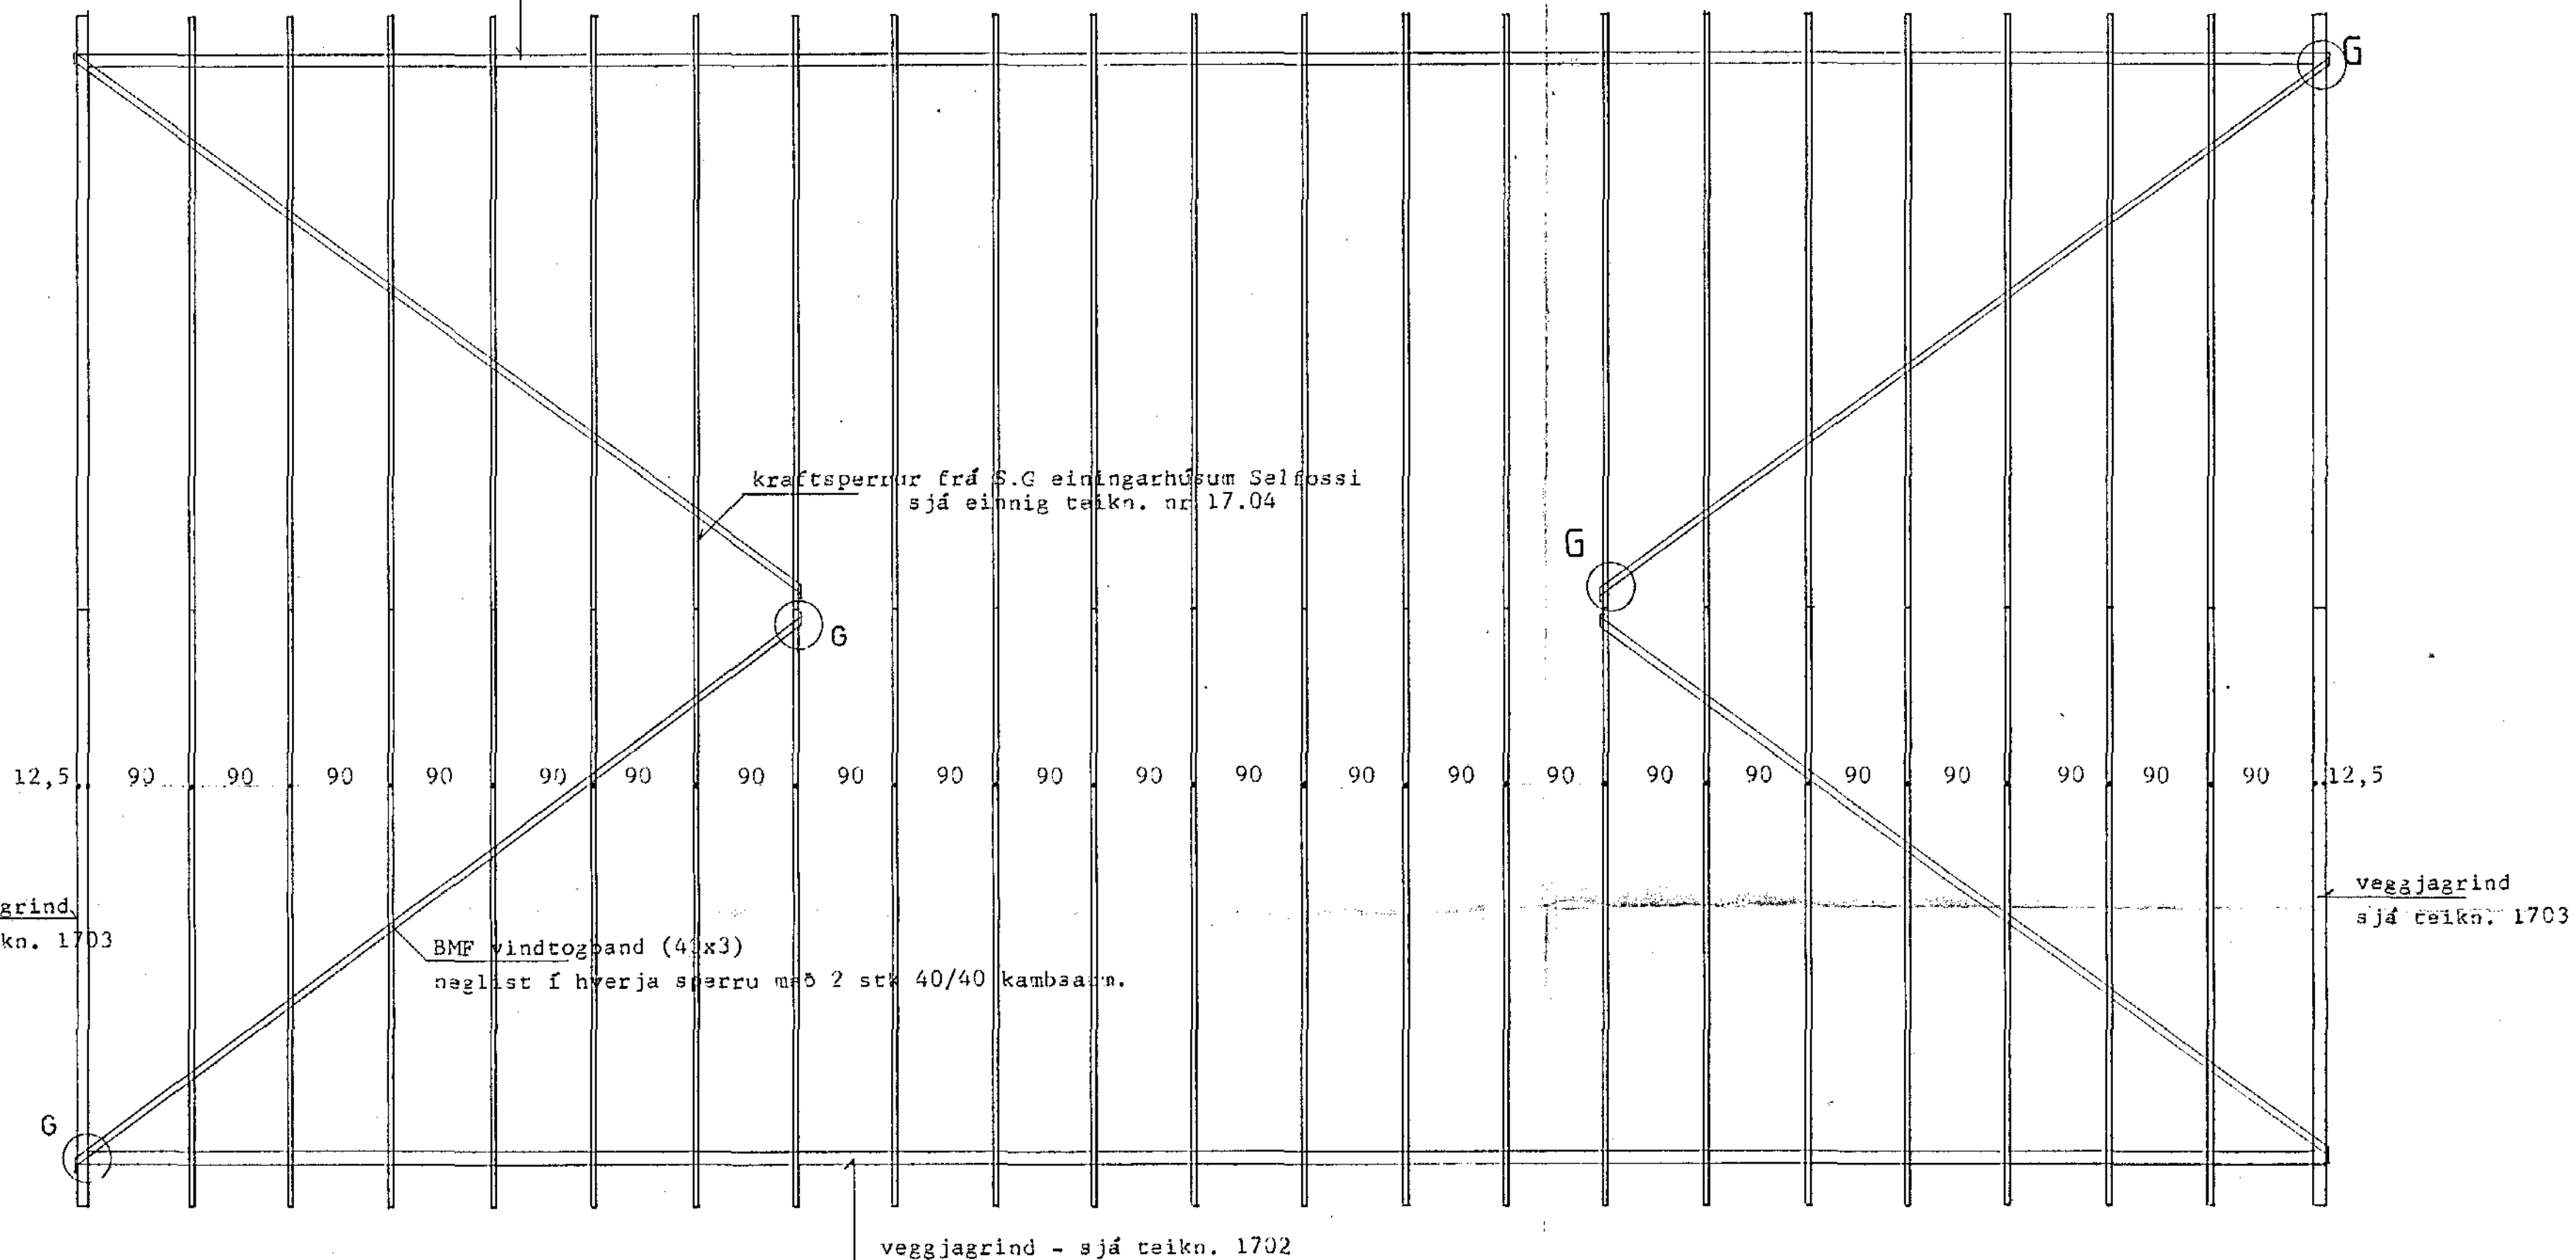 G
kraftsperrur frá S.G einingarhúsum Selfossi
sjá einnig teikn. nr 17.04
G
G
12,5 90 90 90 90 90 90 90 90 90 90 90 90 90 90 90 90 90 90 90 90 90 90 12,5
grind
kn. 1703
veggjagrind
sjá teikn. 1703
BMF vindtogband (40x3)
neglist í hverja sperru með 2 stk 40/40 kambsaum.
G
veggjagrind - sjá teikn. 1702